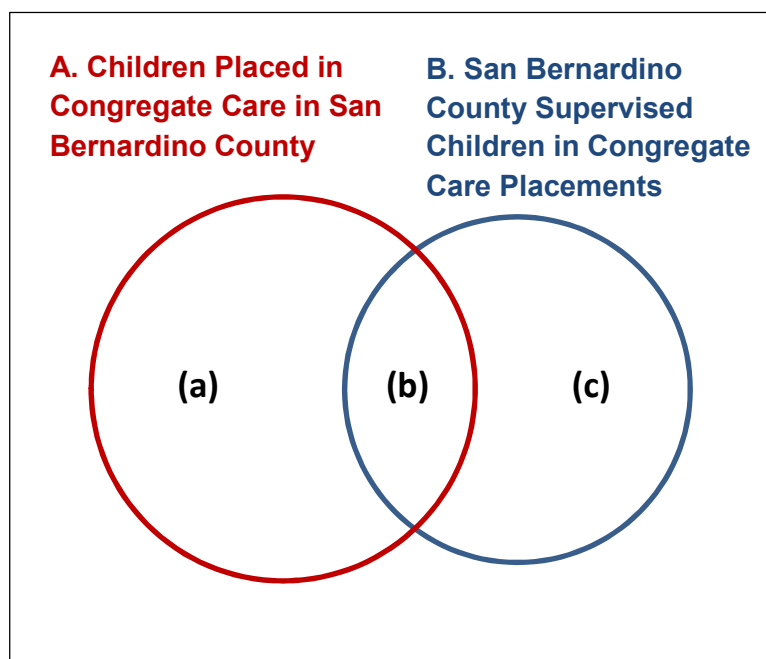 A. Children Placed in
Congregate Care in San
Bernardino County
B. San Bernardino
County Supervised
Children in Congregate
Care Placements
(a)
(b)
(c)